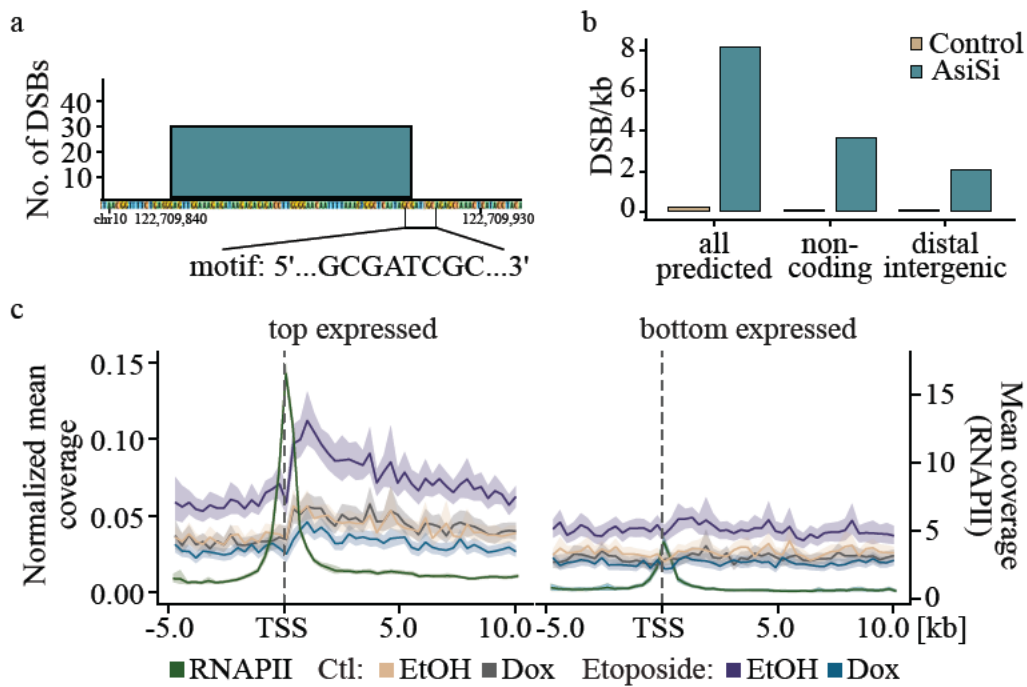 a
No. of DSBs
40
30
20
10
chr10 122,709,840
122,709,930
motif: 5'...GCGATCGC...3'
b
DSB/kb
8
6
4
2
0
Control
AsiSi
all predicted
non-coding
distal intergenic
c
top expressed
bottom expressed
Normalized mean
coverage
0.15
0.10
0.05
0.00
Mean coverage
(RNAPII)
15
10
5
0
-5.0 TSS 5.0 10.0
-5.0 TSS 5.0 10.0 [kb]
RNAPII Ctl: EtOH Dox Etoposide: EtOH Dox